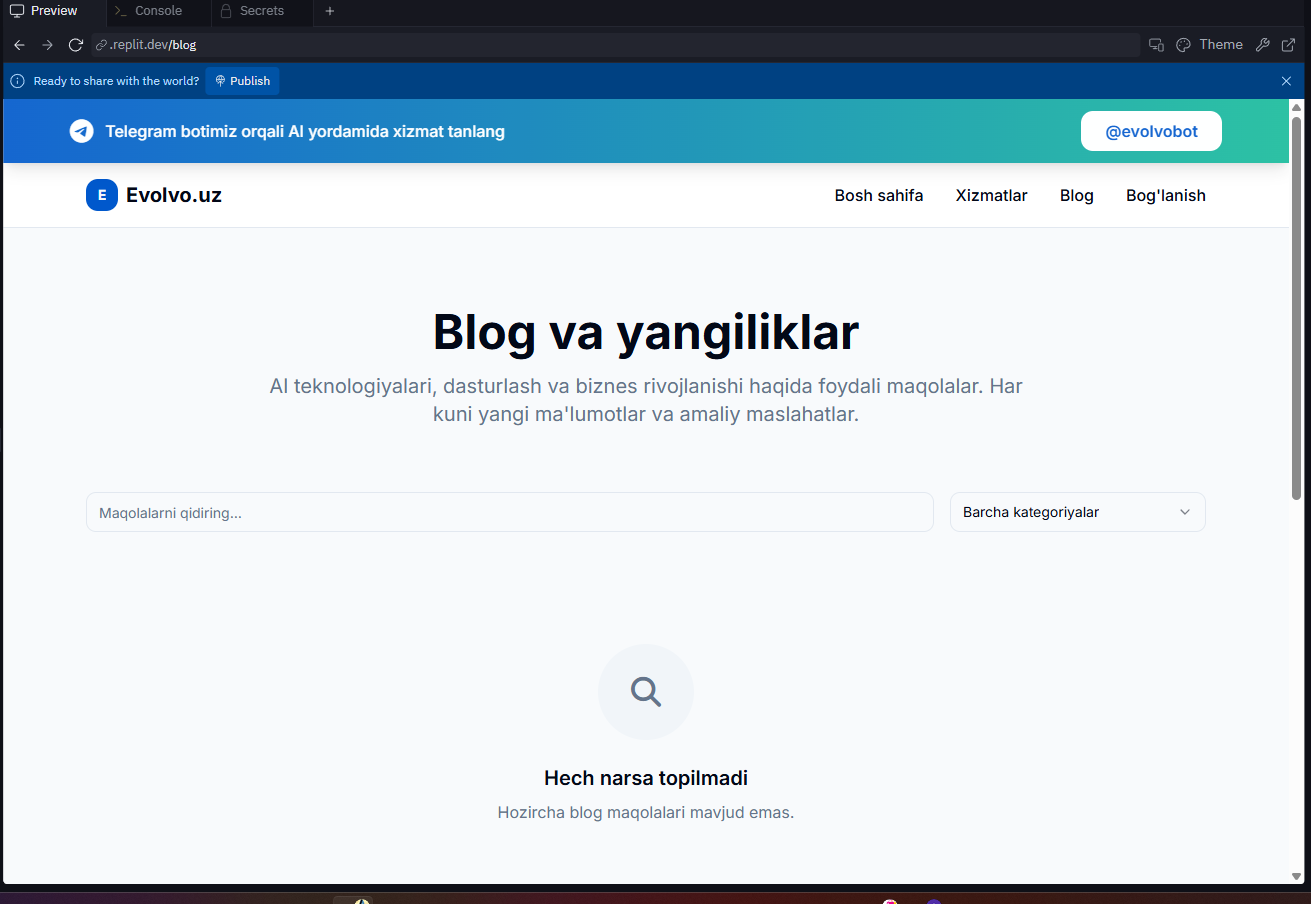 Preview
Console
Secrets
.replit.dev/blog
Theme
Ready to share with the world?
Publish
Telegram botimiz orqali AI yordamida xizmat tanlang
@evolvobot
E
Evolvo.uz
Bosh sahifa
Xizmatlar
Blog
Bog'lanish
Blog va yangiliklar
AI teknologiyalari, dasturlash va biznes rivojlanishi haqida foydali maqolalar. Har
kuni yangi ma'lumotlar va amaliy maslahatlar.
Maqolalarni qidiring...
Barcha kategoriyalar
Hech narsa topilmadi
Hozircha blog maqolalari mavjud emas.